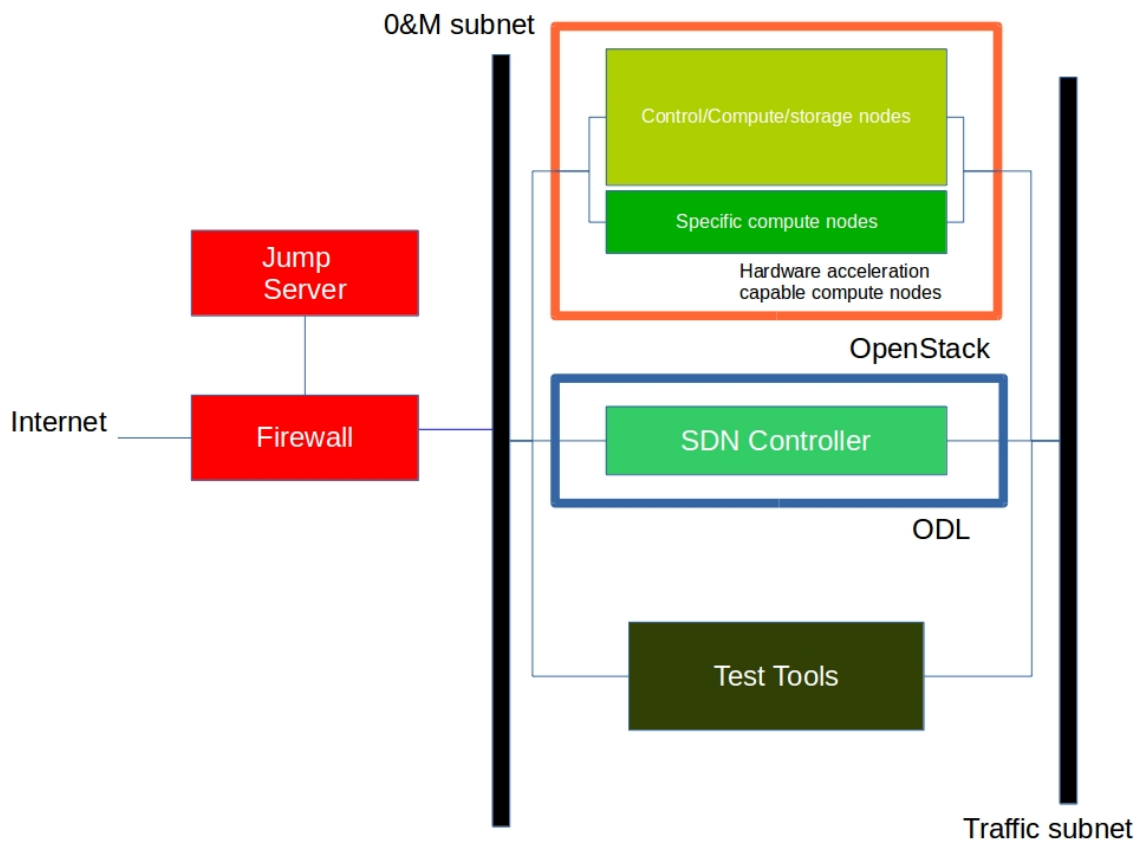 0&M subnet
Control/Compute/storage nodes
Specific compute nodes
Hardware acceleration
capable compute nodes
Jump
Server
OpenStack
Internet
Firewall
SDN Controller
ODL
Test Tools
Traffic subnet